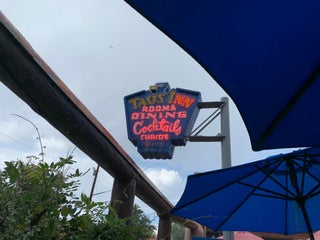 TAOS INN
ROOMS
DINING
Cocktails
CURIOS